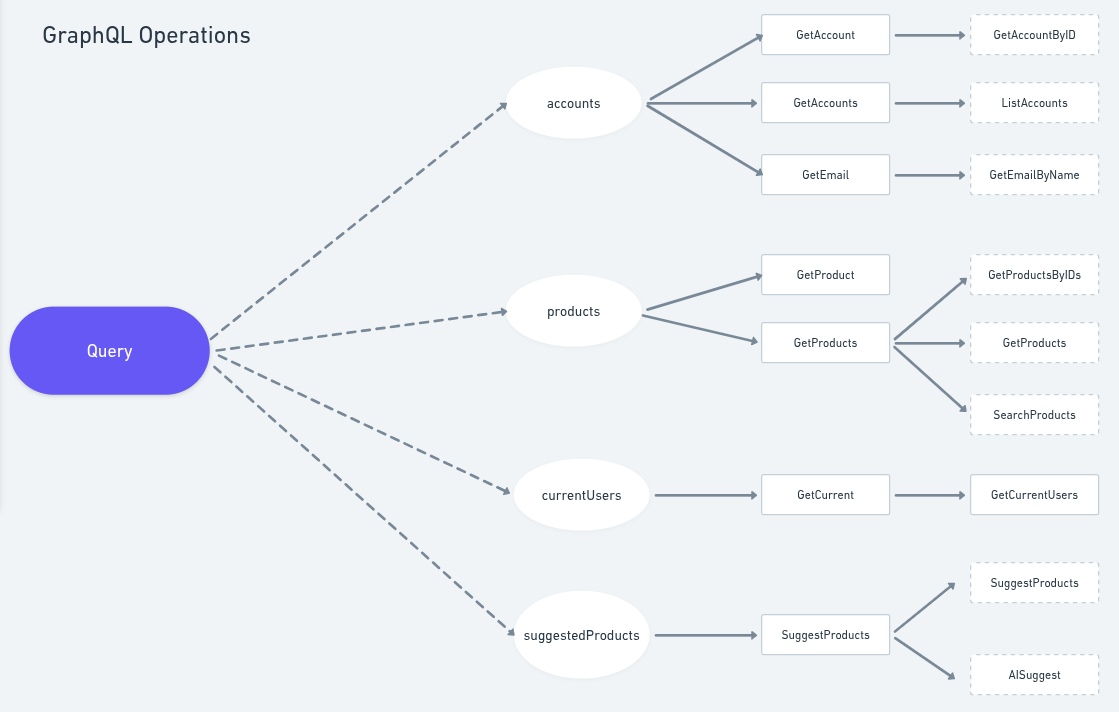 GraphQL Operations
Query
accounts
GetAccount
GetAccountByID
GetAccounts
ListAccounts
GetEmail
GetEmailByName
products
GetProduct
GetProducts
GetProductsByIDs
GetProducts
SearchProducts
currentUsers
GetCurrent
GetCurrentUsers
suggestedProducts
SuggestProducts
SuggestProducts
AISuggest